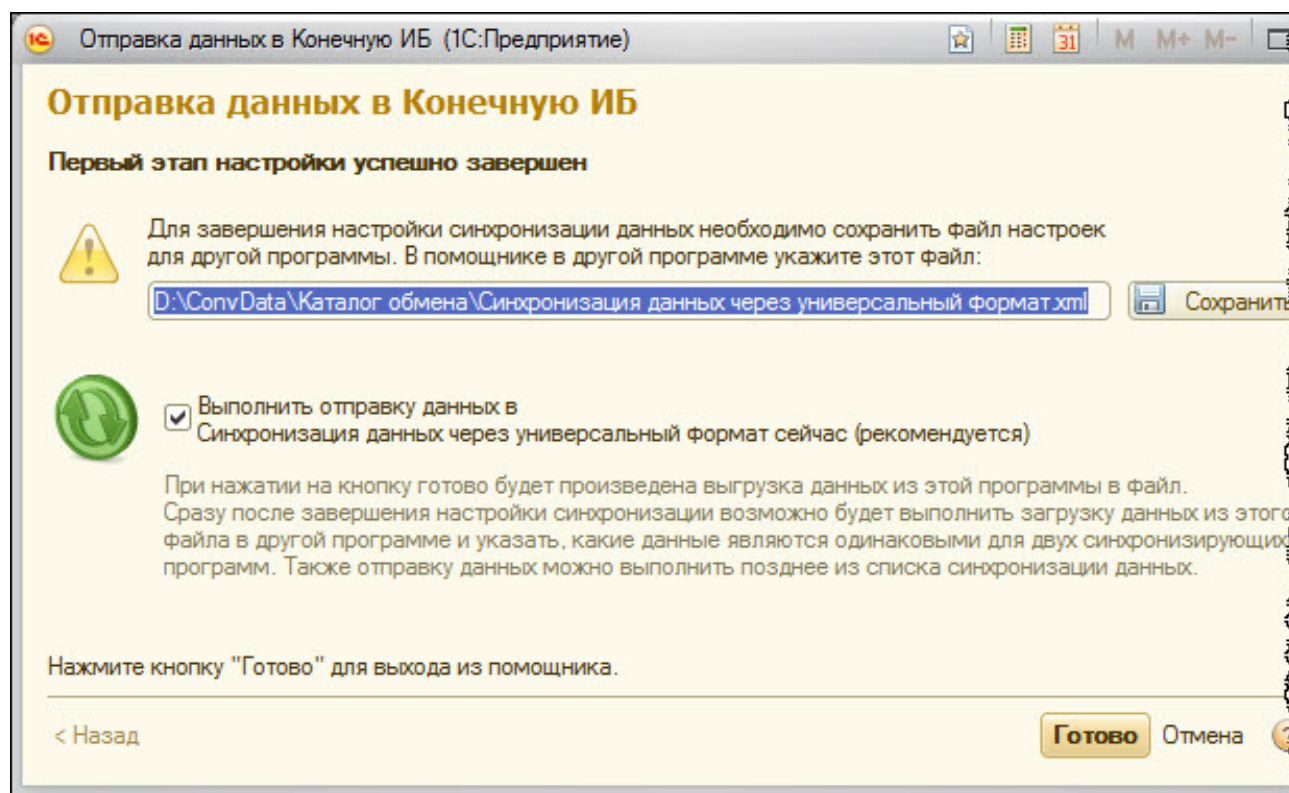 1С Отправка данных в Конечную ИБ (1С:Предприятие) 31 M M+ M-
Отправка данных в Конечную ИБ
Первый этап настройки успешно завершен
Для завершения настройки синхронизации данных необходимо сохранить файл настроек
для другой программы. В помощнике в другой программе укажите этот файл:
D:\ConvData\Каталог обмена\Синхронизация данных через универсальный формат.xml Сохранить
Выполнить отправку данных в
Синхронизация данных через универсальный формат сейчас (рекомендуется)
При нажатии на кнопку готово будет произведена выгрузка данных из этой программы в файл.
Сразу после завершения настройки синхронизации возможно будет выполнить загрузку данных из этого
файла в другой программе и указать, какие данные являются одинаковыми для двух синхронизирующих
программ. Также отправку данных можно выполнить позднее из списка синхронизации данных.
Нажмите кнопку "Готово" для выхода из помощника.
< Назад Готово Отмена ?